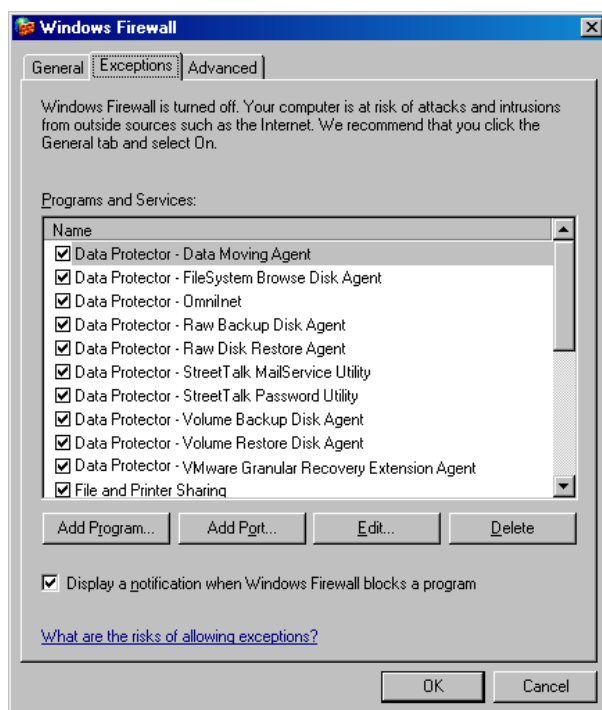 Windows Firewall
General Exceptions Advanced
Windows Firewall is turned off. Your computer is at risk of attacks and intrusions
from outside sources such as the Internet. We recommend that you click the
General tab and select On.
Programs and Services:
Name
Data Protector - Data Moving Agent
Data Protector - FileSystem Browse Disk Agent
Data Protector - OmniInet
Data Protector - Raw Backup Disk Agent
Data Protector - Raw Disk Restore Agent
Data Protector - StreetTalk MailService Utility
Data Protector - StreetTalk Password Utility
Data Protector - Volume Backup Disk Agent
Data Protector - Volume Restore Disk Agent
Data Protector - VMware Granular Recovery Extension Agent
File and Printer Sharing
Add Program... Add Port... Edit... Delete
Display a notification when Windows Firewall blocks a program
What are the risks of allowing exceptions?
OK Cancel